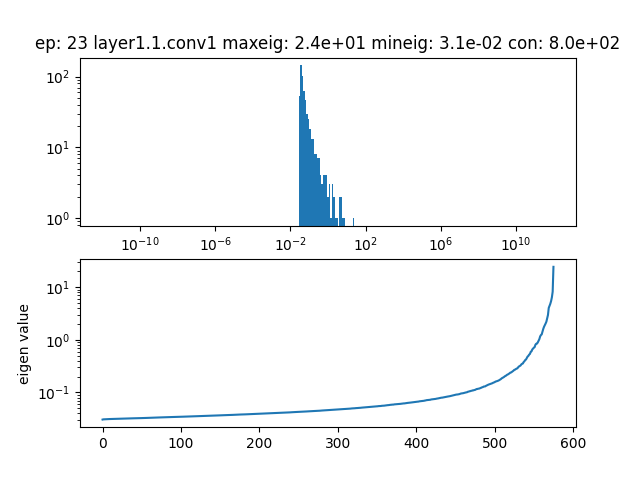 ep: 23 layer1.1.conv1 maxeig: 2.4e+01 mineig: 3.1e-02 con: 8.0e+02
10²
10¹
10⁰
10⁻¹⁰ 10⁻⁶ 10⁻² 10² 10⁶ 10¹⁰
eigen value
10¹
10⁰
10⁻¹
0 100 200 300 400 500 600